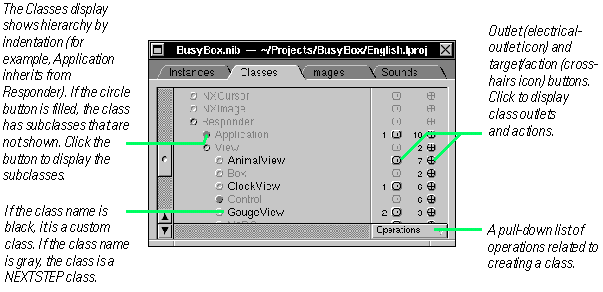 The Classes display
shows hierarchy by
indentation (for
example, Application
inherits from
Responder). If the circle
button is filled, the class
has subclasses that are
not shown. Click the
button to display the
subclasses.
If the class name is
black, it is a custom
class. If the class name
is gray, the class is a
NEXTSTEP class.
BusyBox.nib — ~/Projects/BusyBox/English.lproj
Instances Classes Images Sounds
NXCursor
NXImage
Responder
Application 1 10
View 2
AnimalView 7
Box 2
ClockView 1 6
Control 6
GaugeView 2 3
Operations
Outlet (electrical-
outlet icon) and
target/action (cross-
hairs icon) buttons.
Click to display
class outlets
and actions.
A pull-down list of
operations related to
creating a class.